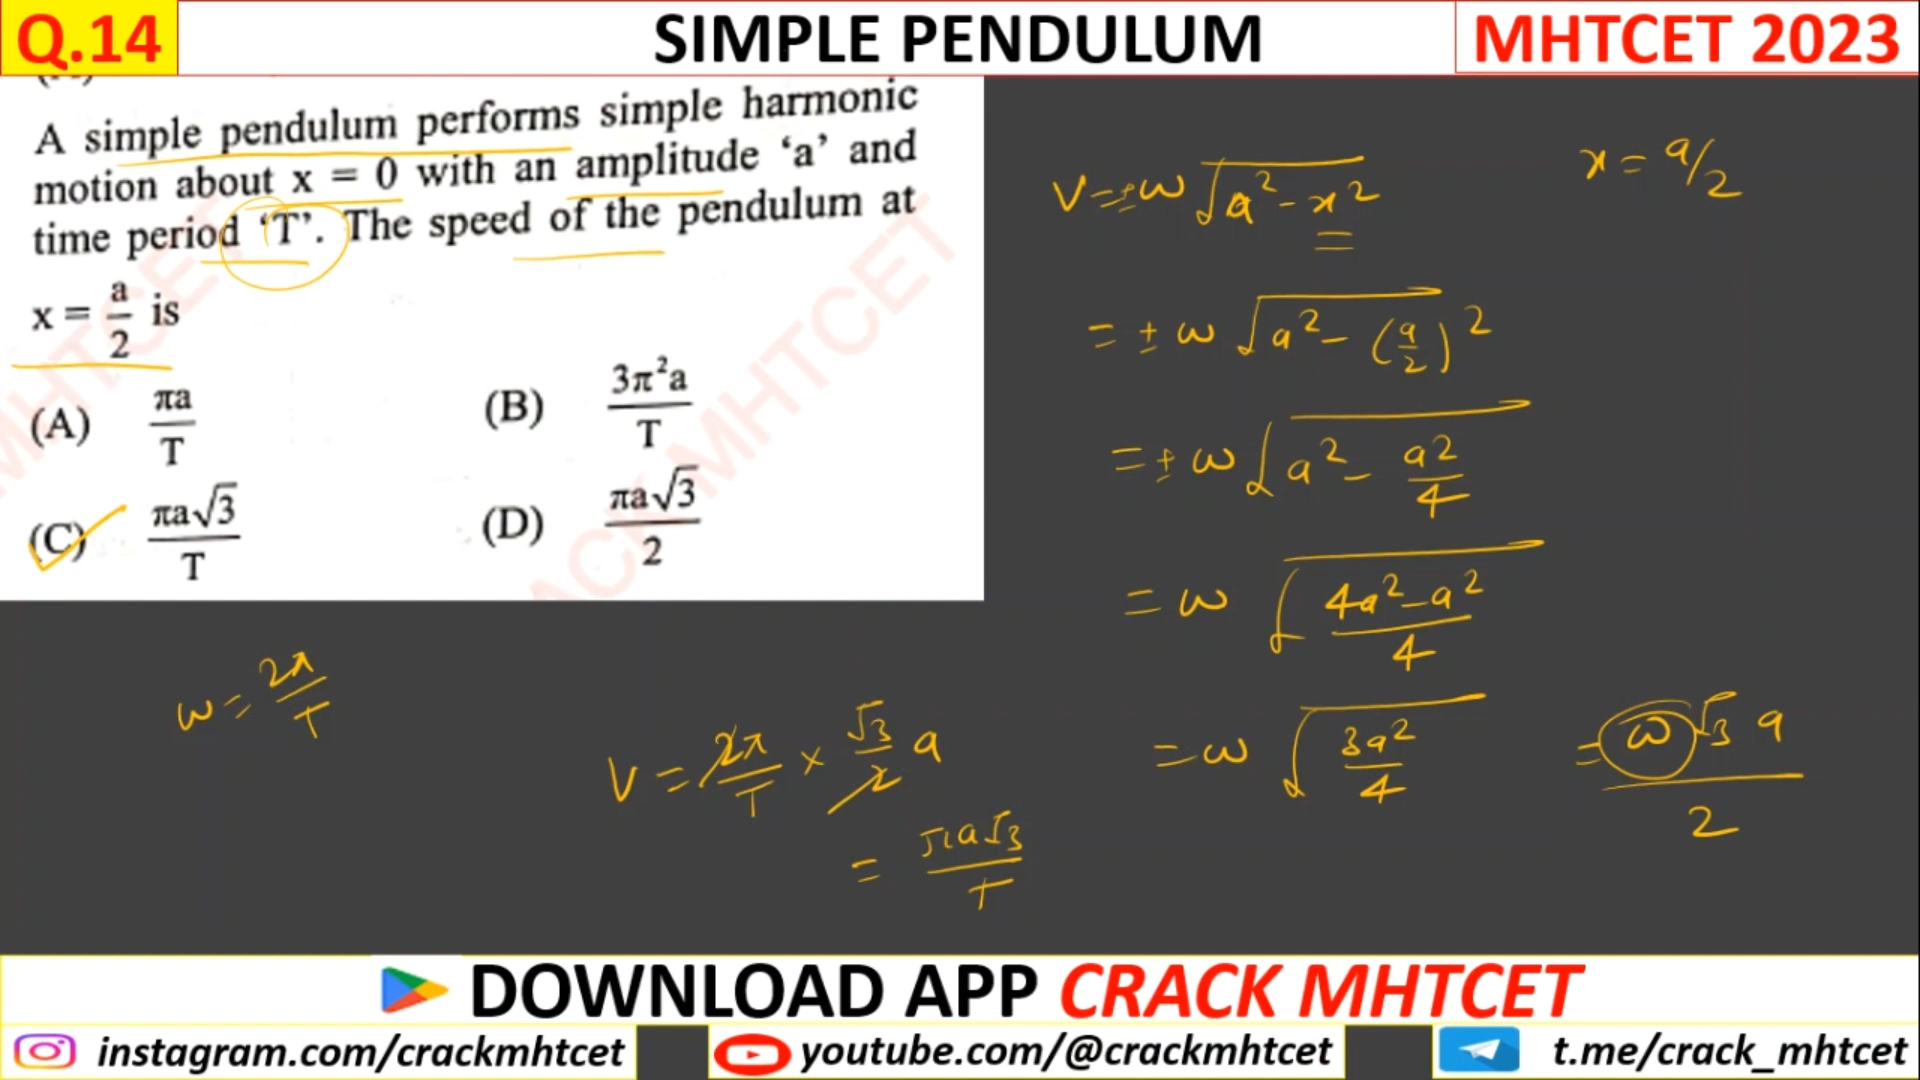 Q.14
SIMPLE PENDULUM
MHTCET 2023
A simple pendulum performs simple harmonic
motion about x = 0 with an amplitude ‘a’ and
time period ‘T’. The speed of the pendulum at
x = a/2 is
(A) πa/T
(B) 3π²a/T
(C) πa√3/T
(D) πa√3/2
V = ± ω √(a² - x²)
x = a/2
= ± ω √(a² - (a/2)²)
= ± ω √(a² - a²/4)
= ω √((4a² - a²)/4)
= ω √(3a²/4)
= ω√3 a/2
ω = 2π/T
V = 2π/T × √3/2 a
= πa√3/T
DOWNLOAD APP CRACK MHTCET
instagram.com/crackmhtcet
youtube.com/@crackmhtcet
t.me/crack_mhtcet